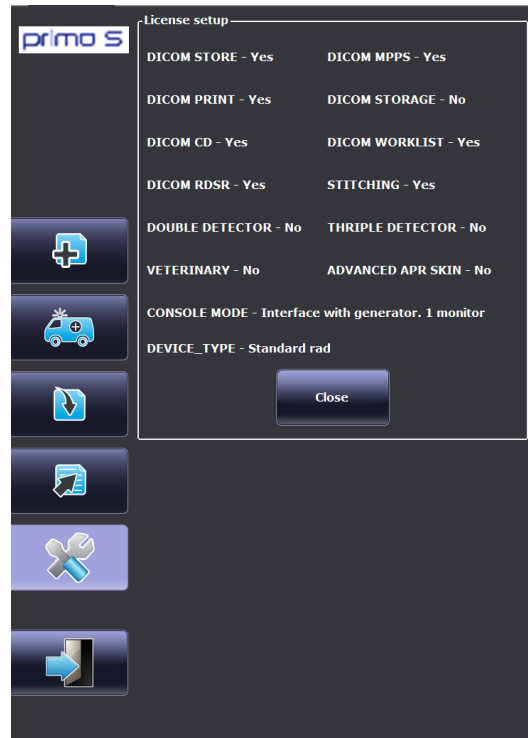 primo S
License setup
DICOM STORE - Yes DICOM MPPS - Yes
DICOM PRINT - Yes DICOM STORAGE - No
DICOM CD - Yes DICOM WORKLIST - Yes
DICOM RDSR - Yes STITCHING - Yes
DOUBLE DETECTOR - No THRIPLE DETECTOR - No
VETERINARY - No ADVANCED APR SKIN - No
CONSOLE MODE - Interface with generator. 1 monitor
DEVICE_TYPE - Standard rad
Close